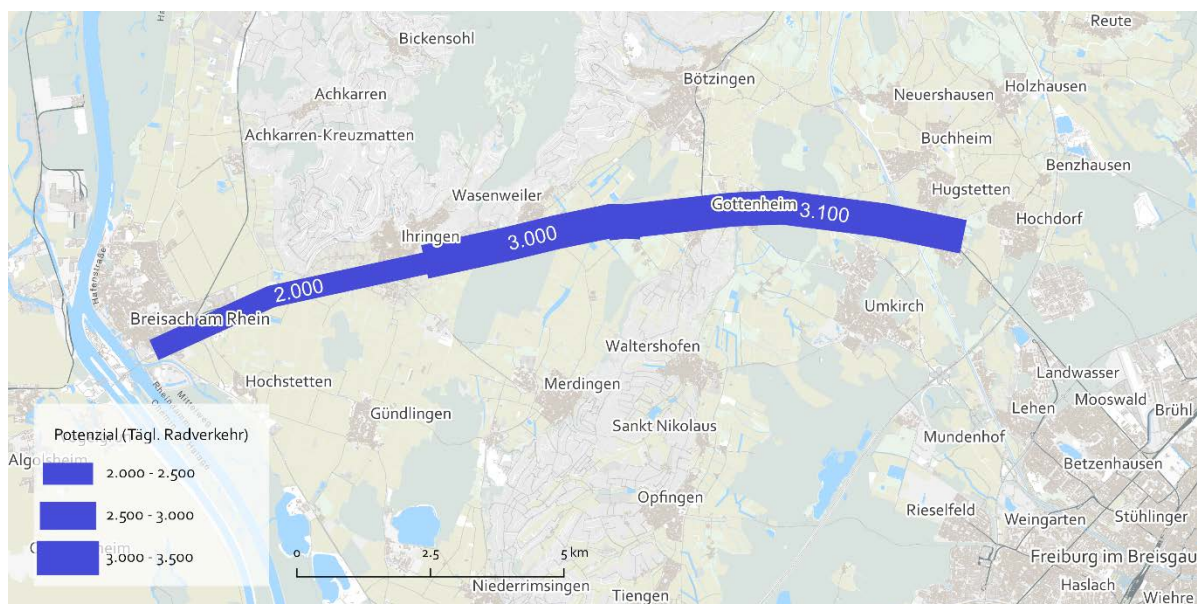 Reute
Bickensohl
Bötzingen
Holzhausen
Achkarren
Neuershausen
Achkarren-Kreuzmatten
Buchheim
Benzhausen
Hafenstraße
Wasenweiler
Hugstetten
Gottenheim
3.100
Hochdorf
Ihringen
3.000
2.000
Umkirch
Breisach am Rhein
Waltershofen
Landwasser
Hochstetten
Merdingen
Mooswald
Gündlingen
Lehen
Brühl
Sankt Nikolaus
Mundenhof
Potenzial (Tägl. Radverkehr)
Algolsheim
Betzenhausen
2.000 - 2.500
Opfingen
Rieselfeld
Weingarten
Stühlinger
2.500 - 3.000
0
2.5
5 km
Freiburg im Breisgau
3.000 - 3.500
Niederrimsingen
Tiengen
Haslach
Wiehre